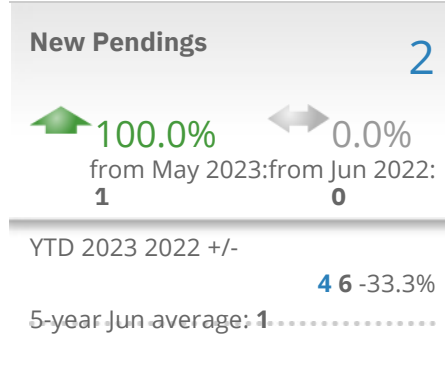 New Pendings
2
100.0% 0.0%
from May 2023: from Jun 2022:
1 0
YTD 2023 2022 +/-
4 6 -33.3%
5-year Jun average: 1